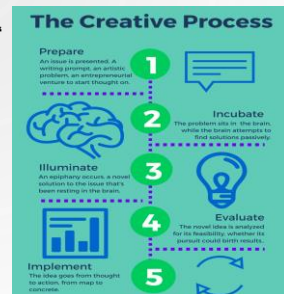 The Creative Process
Prepare
An issue is presented. A
writing prompt, an artistic
problem, an entrepreneurial
venture to start thought on.
1
2
Incubate
The problem sits in the brain,
while the brain attempts to
find solutions passively.
Illuminate
An epiphany occurs, a novel
solution to the issue that's
been resting in the brain.
3
4
Evaluate
The novel idea is analyzed
for its feasibility, whether its
pursuit could birth results.
Implement
The idea goes from thought
to action, from map to
concrete.
5